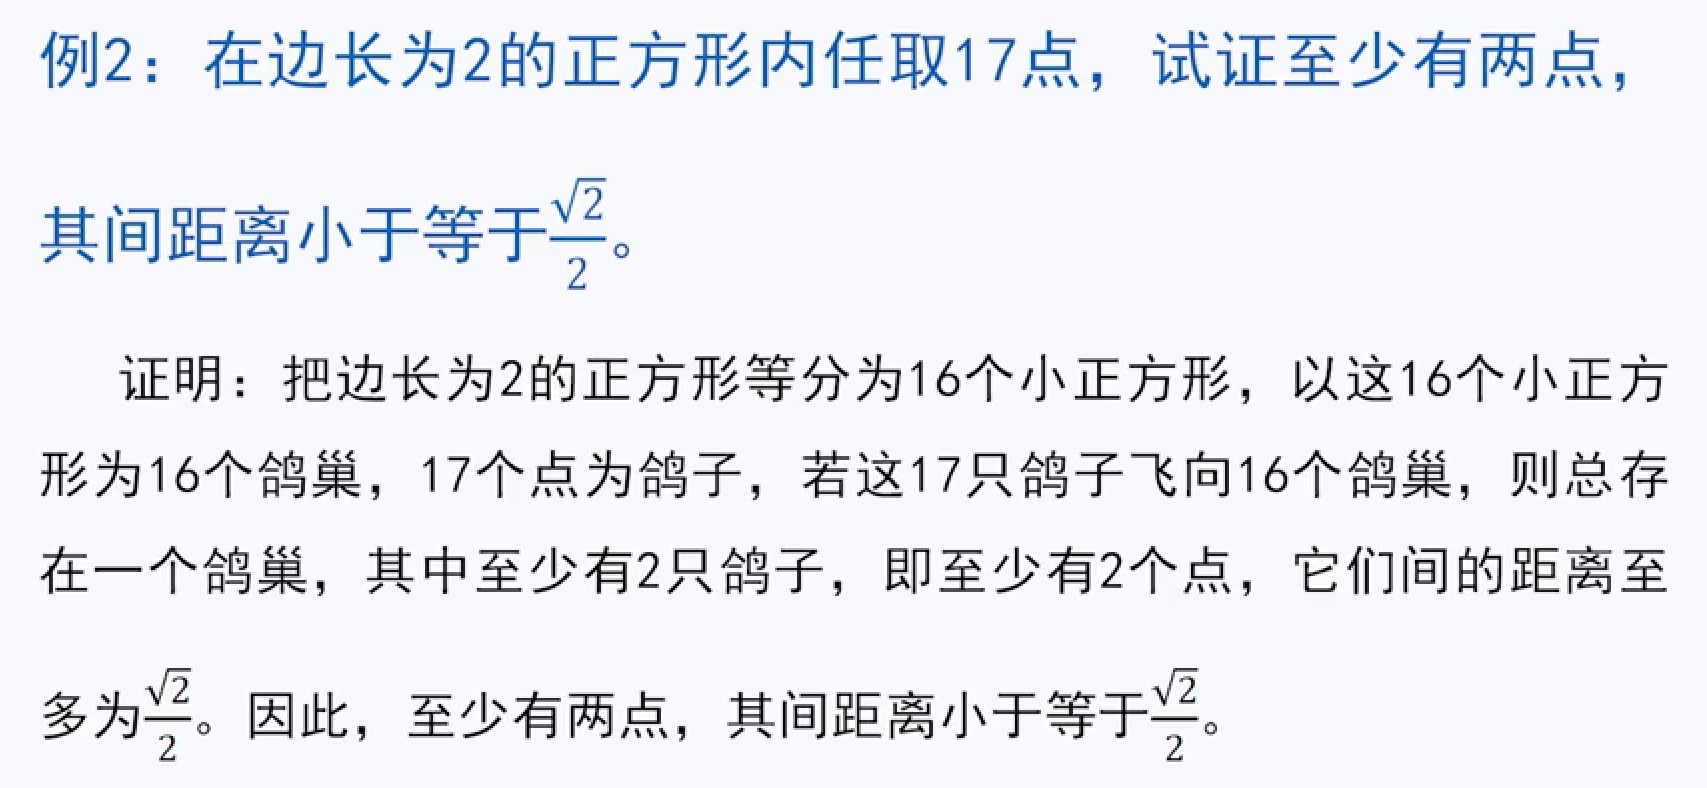 例2：在边长为2的正方形内任取17点，试证至少有两点，
其间距离小于等于√2/2。
证明：把边长为2的正方形等分为16个小正方形，以这16个小正方
形为16个鸽巢，17个点为鸽子，若这17只鸽子飞向16个鸽巢，则总存
在一个鸽巢，其中至少有2只鸽子，即至少有2个点，它们间的距离至
多为√2/2。因此，至少有两点，其间距离小于等于√2/2。